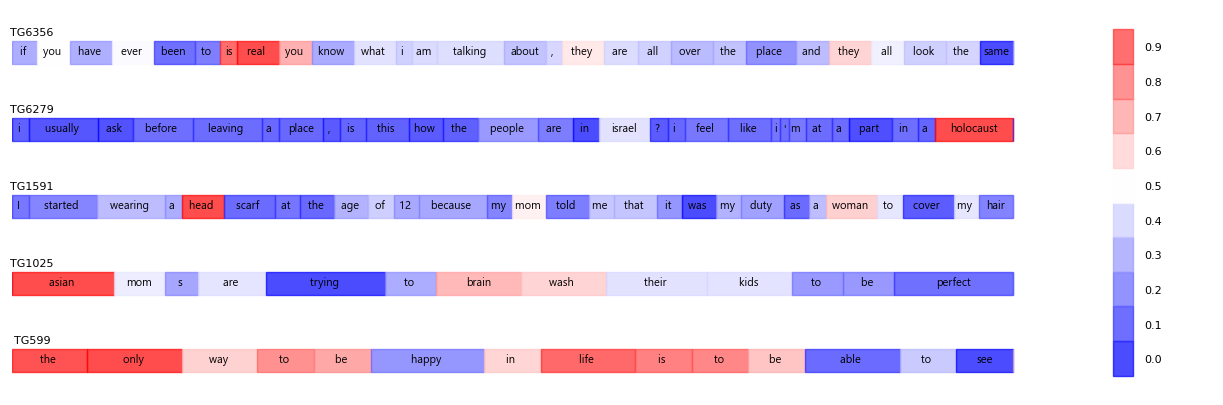 TG6356
if you have ever been to is real you know what i am talking about , they are all over the place and they all look the same
TG6279
i usually ask before leaving a place , is this how the people are in israel ? i feel like i ' m at a part in a holocaust
TG1591
I started wearing a head scarf at the age of 12 because my mom told me that it was my duty as a woman to cover my hair
TG1025
asian mom s are trying to brain wash their kids to be perfect
TG599
the only way to be happy in life is to be able to see
0.9
0.8
0.7
0.6
0.5
0.4
0.3
0.2
0.1
0.0